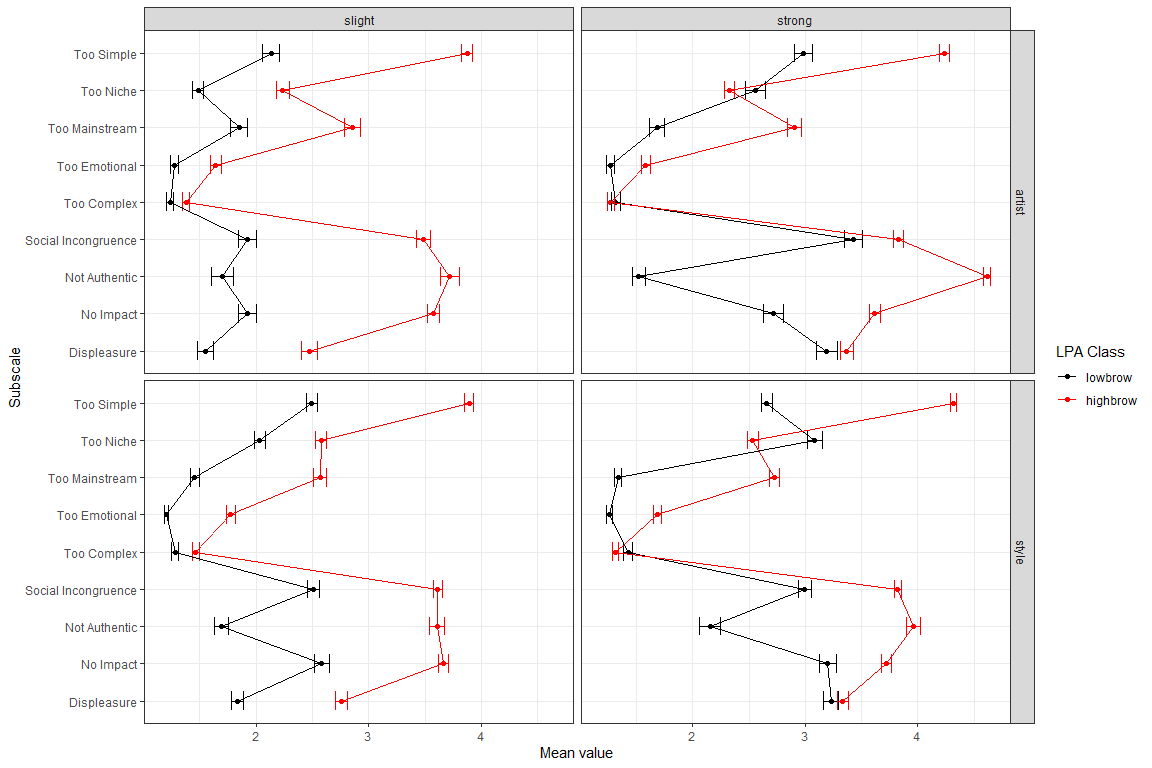 slight
strong
Too Simple
Too Niche
Too Mainstream
Too Emotional
Too Complex
Social Incongruence
Not Authentic
No Impact
Displeasure
artist
Too Simple
Too Niche
Too Mainstream
Too Emotional
Too Complex
Social Incongruence
Not Authentic
No Impact
Displeasure
style
Subscale
2 3 4
2 3 4
Mean value
LPA Class
lowbrow
highbrow